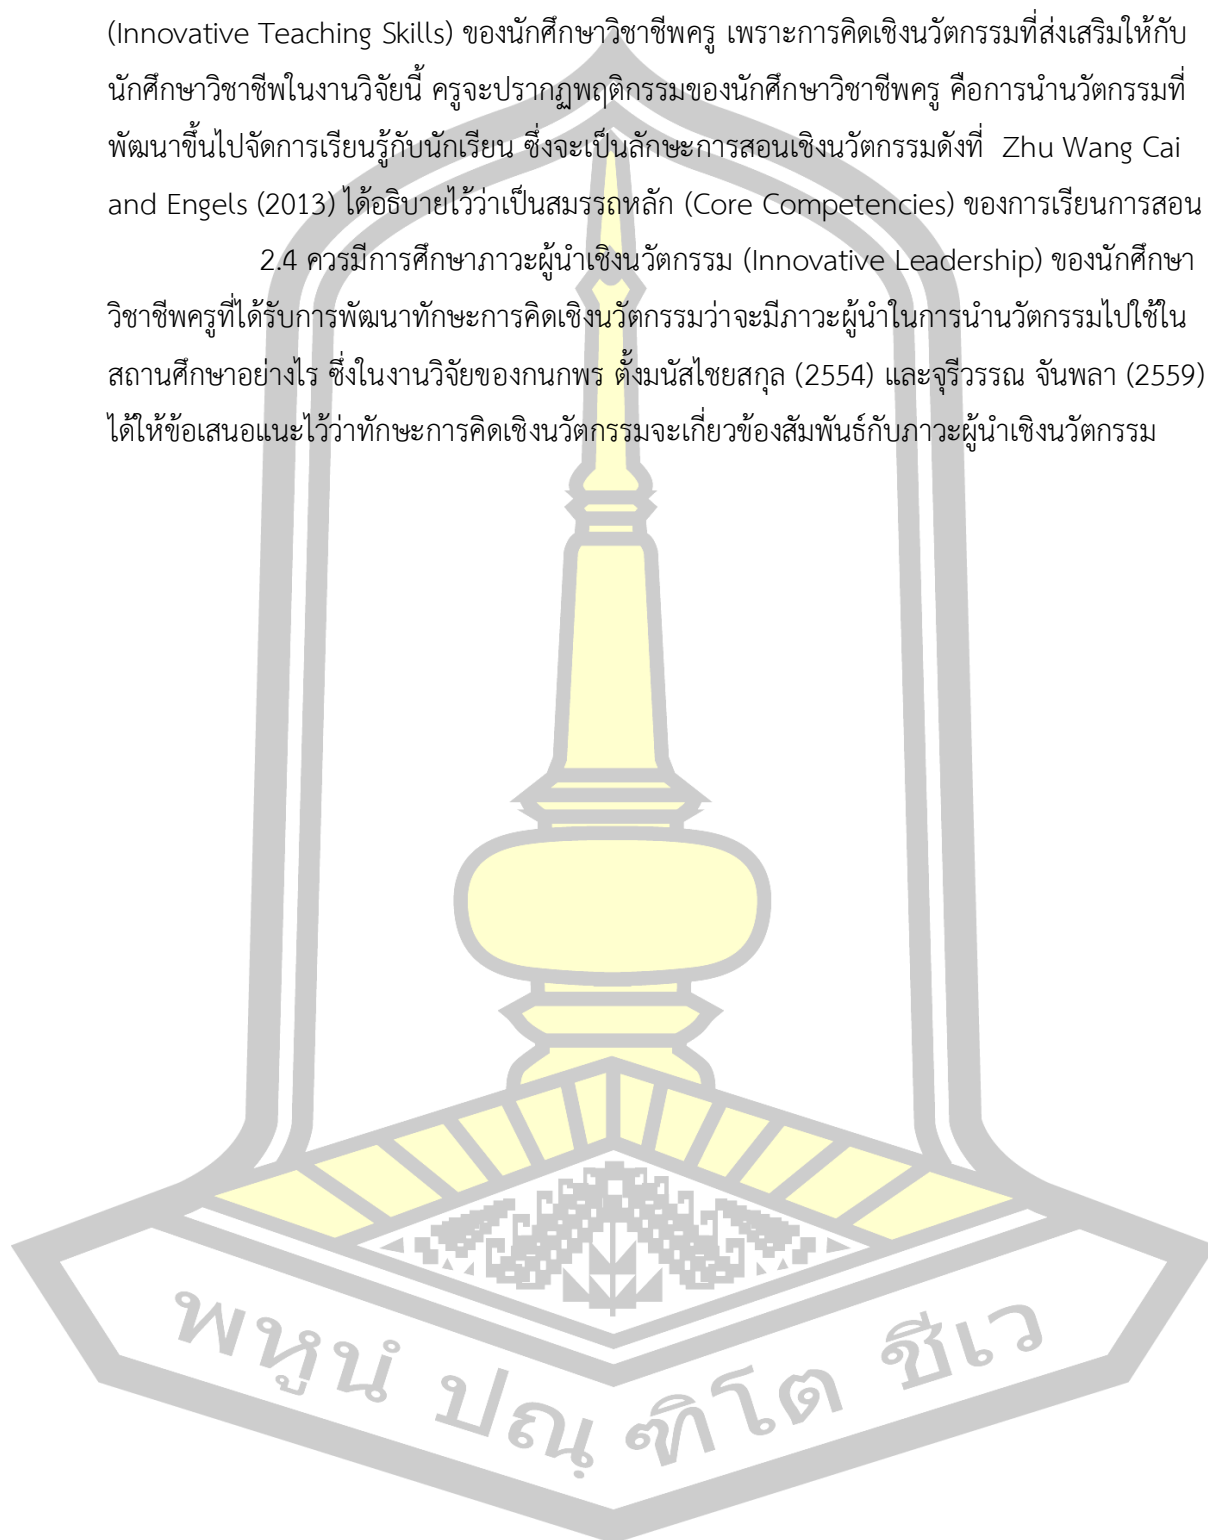 (Innovative Teaching Skills) ของนักศึกษาวิชาชีพครู เพราะการคิดเชิงนวัตกรรมที่ส่งเสริมให้กับ
นักศึกษาวิชาชีพในงานวิจัยนี้ ครูจะปรากฏพฤติกรรมของนักศึกษาวิชาชีพครู คือการนำนวัตกรรมที่
พัฒนาขึ้นไปจัดการเรียนรู้กับนักเรียน ซึ่งจะเป็นลักษะการสอนเชิงนวัตกรรมดังที่ Zhu Wang Cai
and Engels (2013) ได้อธิบายไว้ว่าเป็นสมรรถหลัก (Core Competencies) ของการเรียนการสอน
2.4 ควรมีการศึกษาภาวะผู้นำเชิงนวัตกรรม (Innovative Leadership) ของนักศึกษา
วิชาชีพครูที่ได้รับการพัฒนาทักษะการคิดเชิงนวัตกรรมว่าจะมีภาวะผู้นำในการนำนวัตกรรมไปใช้ใน
สถานศึกษาอย่างไร ซึ่งในงานวิจัยของกนกพร ตั้งมนัสไชยสกุล (2554) และจุรีวรรณ จันพลา (2559)
ได้ให้ข้อเสนอแนะไว้ว่าทักษะการคิดเชิงนวัตกรรมจะเกี่ยวข้องสัมพันธ์กับภาวะผู้นำเชิงนวัตกรรม
พหูนํ ปณฺฑิโต ชีเว